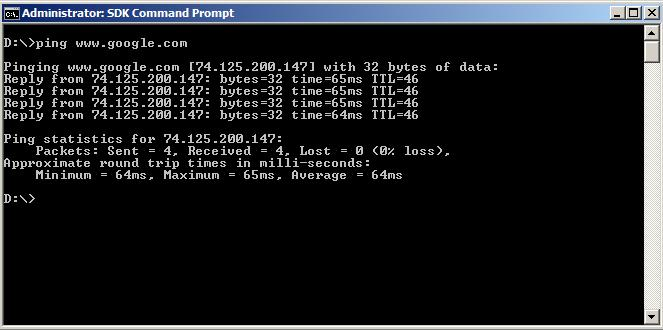 Administrator: SDK Command Prompt
D:\>ping www.google.com
Pinging www.google.com [74.125.200.147] with 32 bytes of data:
Reply from 74.125.200.147: bytes=32 time=65ms TTL=46
Reply from 74.125.200.147: bytes=32 time=65ms TTL=46
Reply from 74.125.200.147: bytes=32 time=65ms TTL=46
Reply from 74.125.200.147: bytes=32 time=64ms TTL=46
Ping statistics for 74.125.200.147:
    Packets: Sent = 4, Received = 4, Lost = 0 (0% loss),
Approximate round trip times in milli-seconds:
    Minimum = 64ms, Maximum = 65ms, Average = 64ms
D:\>